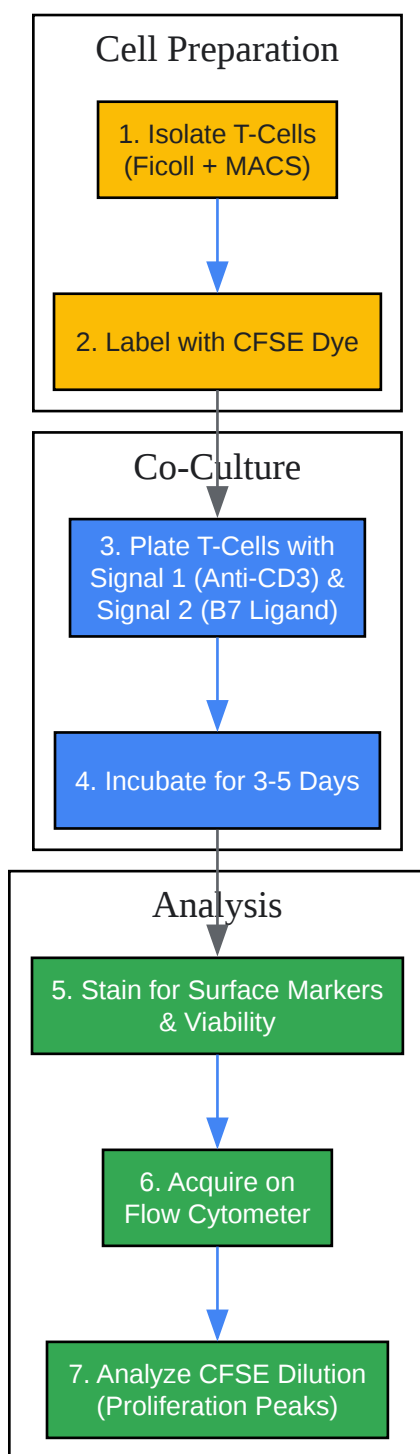 Cell Preparation
1. Isolate T-Cells
(Ficoll + MACS)
2. Label with CFSE Dye
Co-Culture
3. Plate T-Cells with
Signal 1 (Anti-CD3) &
Signal 2 (B7 Ligand)
4. Incubate for 3-5 Days
Analysis
5. Stain for Surface Markers
& Viability
6. Acquire on
Flow Cytometer
7. Analyze CFSE Dilution
(Proliferation Peaks)